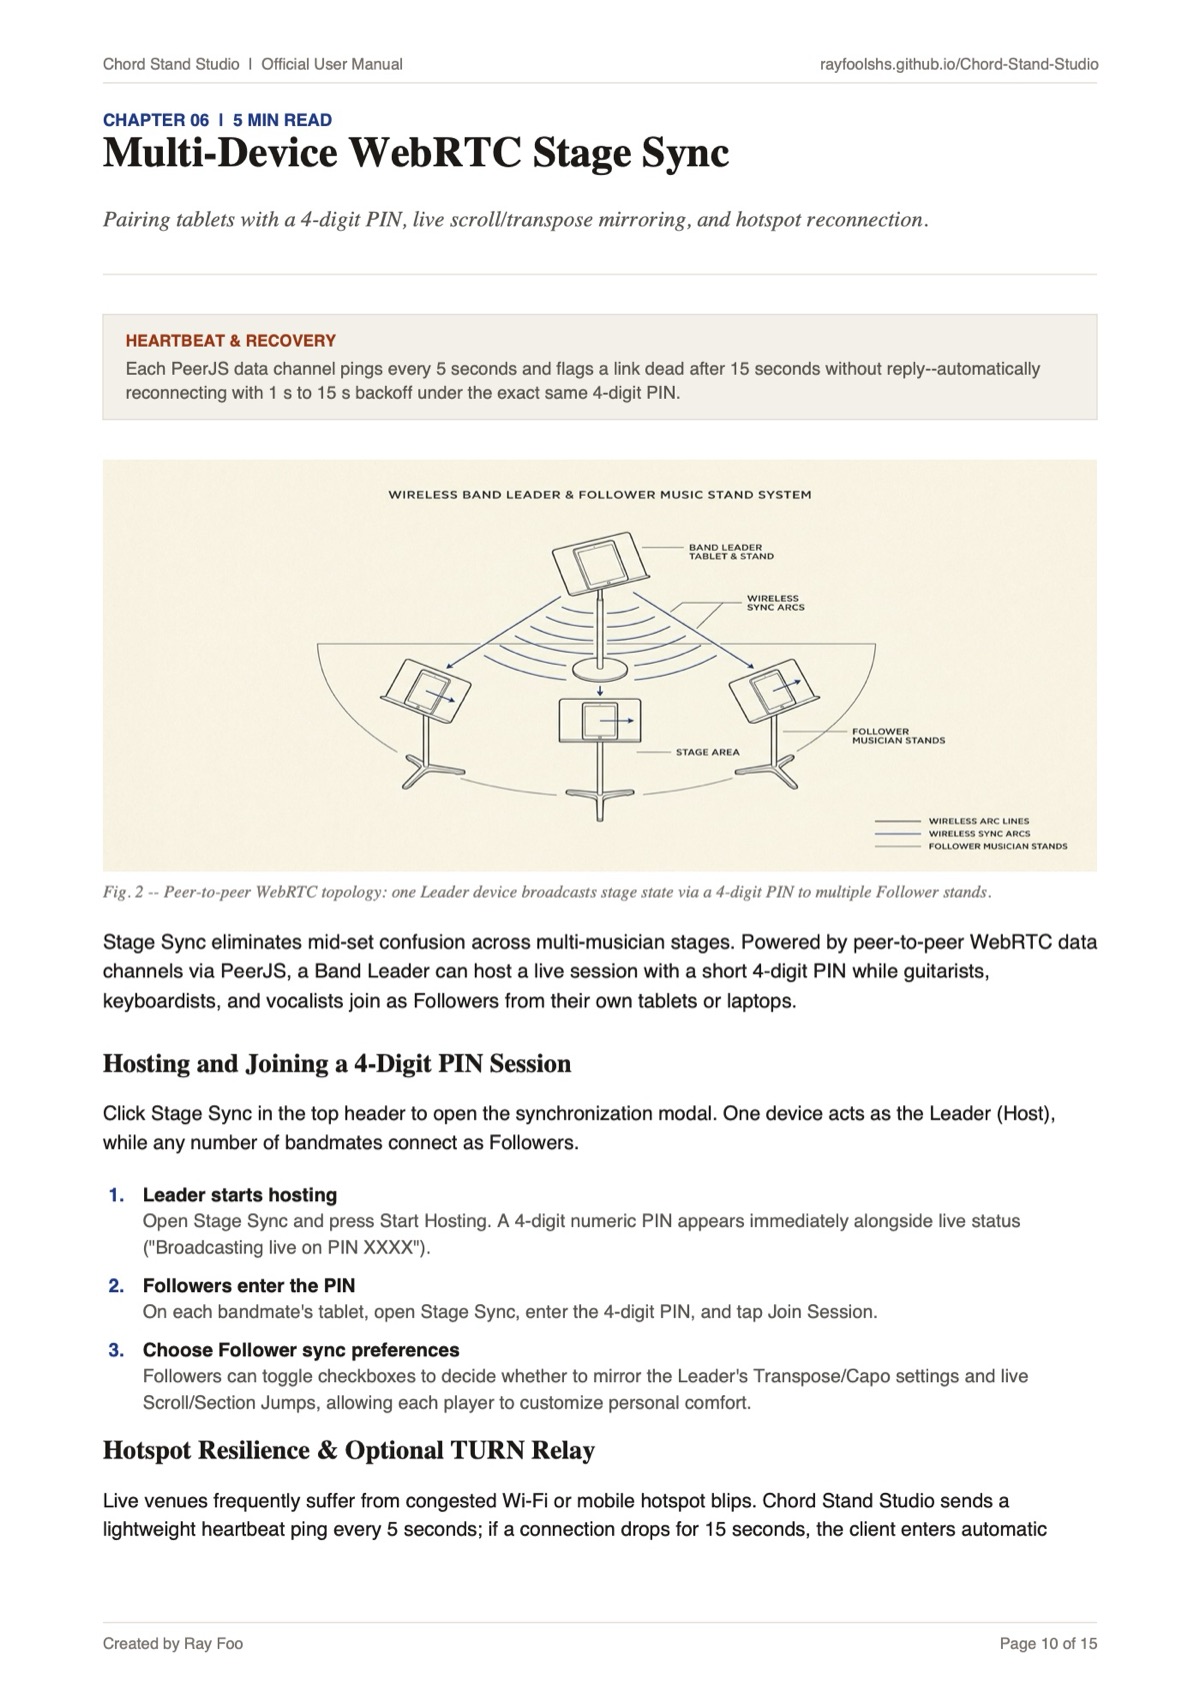 Chord Stand Studio | Official User Manual
rayfoolshs.github.io/Chord-Stand-Studio
CHAPTER 06 | 5 MIN READ
Multi-Device WebRTC Stage Sync
Pairing tablets with a 4-digit PIN, live scroll/transpose mirroring, and hotspot reconnection.
HEARTBEAT & RECOVERY
Each PeerJS data channel pings every 5 seconds and flags a link dead after 15 seconds without reply--automatically
reconnecting with 1 s to 15 s backoff under the exact same 4-digit PIN.
WIRELESS BAND LEADER & FOLLOWER MUSIC STAND SYSTEM
BAND LEADER
TABLET & STAND
WIRELESS
SYNC ARCS
FOLLOWER
MUSICIAN STANDS
STAGE AREA
WIRELESS ARC LINES
WIRELESS SYNC ARCS
FOLLOWER MUSICIAN STANDS
Fig. 2 -- Peer-to-peer WebRTC topology: one Leader device broadcasts stage state via a 4-digit PIN to multiple Follower stands.
Stage Sync eliminates mid-set confusion across multi-musician stages. Powered by peer-to-peer WebRTC data
channels via PeerJS, a Band Leader can host a live session with a short 4-digit PIN while guitarists,
keyboardists, and vocalists join as Followers from their own tablets or laptops.
Hosting and Joining a 4-Digit PIN Session
Click Stage Sync in the top header to open the synchronization modal. One device acts as the Leader (Host),
while any number of bandmates connect as Followers.
1. Leader starts hosting
Open Stage Sync and press Start Hosting. A 4-digit numeric PIN appears immediately alongside live status
("Broadcasting live on PIN XXXX").
2. Followers enter the PIN
On each bandmate's tablet, open Stage Sync, enter the 4-digit PIN, and tap Join Session.
3. Choose Follower sync preferences
Followers can toggle checkboxes to decide whether to mirror the Leader's Transpose/Capo settings and live
Scroll/Section Jumps, allowing each player to customize personal comfort.
Hotspot Resilience & Optional TURN Relay
Live venues frequently suffer from congested Wi-Fi or mobile hotspot blips. Chord Stand Studio sends a
lightweight heartbeat ping every 5 seconds; if a connection drops for 15 seconds, the client enters automatic
Created by Ray Foo
Page 10 of 15